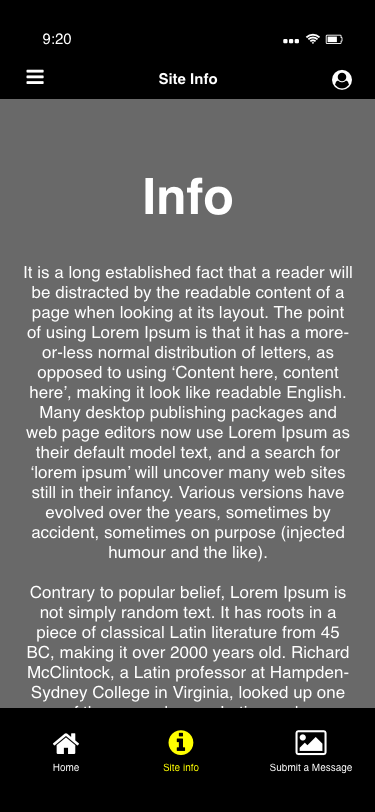 9:20
Site Info
Info
It is a long established fact that a reader will
be distracted by the readable content of a
page when looking at its layout. The point
of using Lorem Ipsum is that it has a more-
or-less normal distribution of letters, as
opposed to using ‘Content here, content
here’, making it look like readable English.
Many desktop publishing packages and
web page editors now use Lorem Ipsum as
their default model text, and a search for
‘lorem ipsum’ will uncover many web sites
still in their infancy. Various versions have
evolved over the years, sometimes by
accident, sometimes on purpose (injected
humour and the like).
Contrary to popular belief, Lorem Ipsum is
not simply random text. It has roots in a
piece of classical Latin literature from 45
BC, making it over 2000 years old. Richard
McClintock, a Latin professor at Hampden-
Sydney College in Virginia, looked up one
Home
Site info
Submit a Message